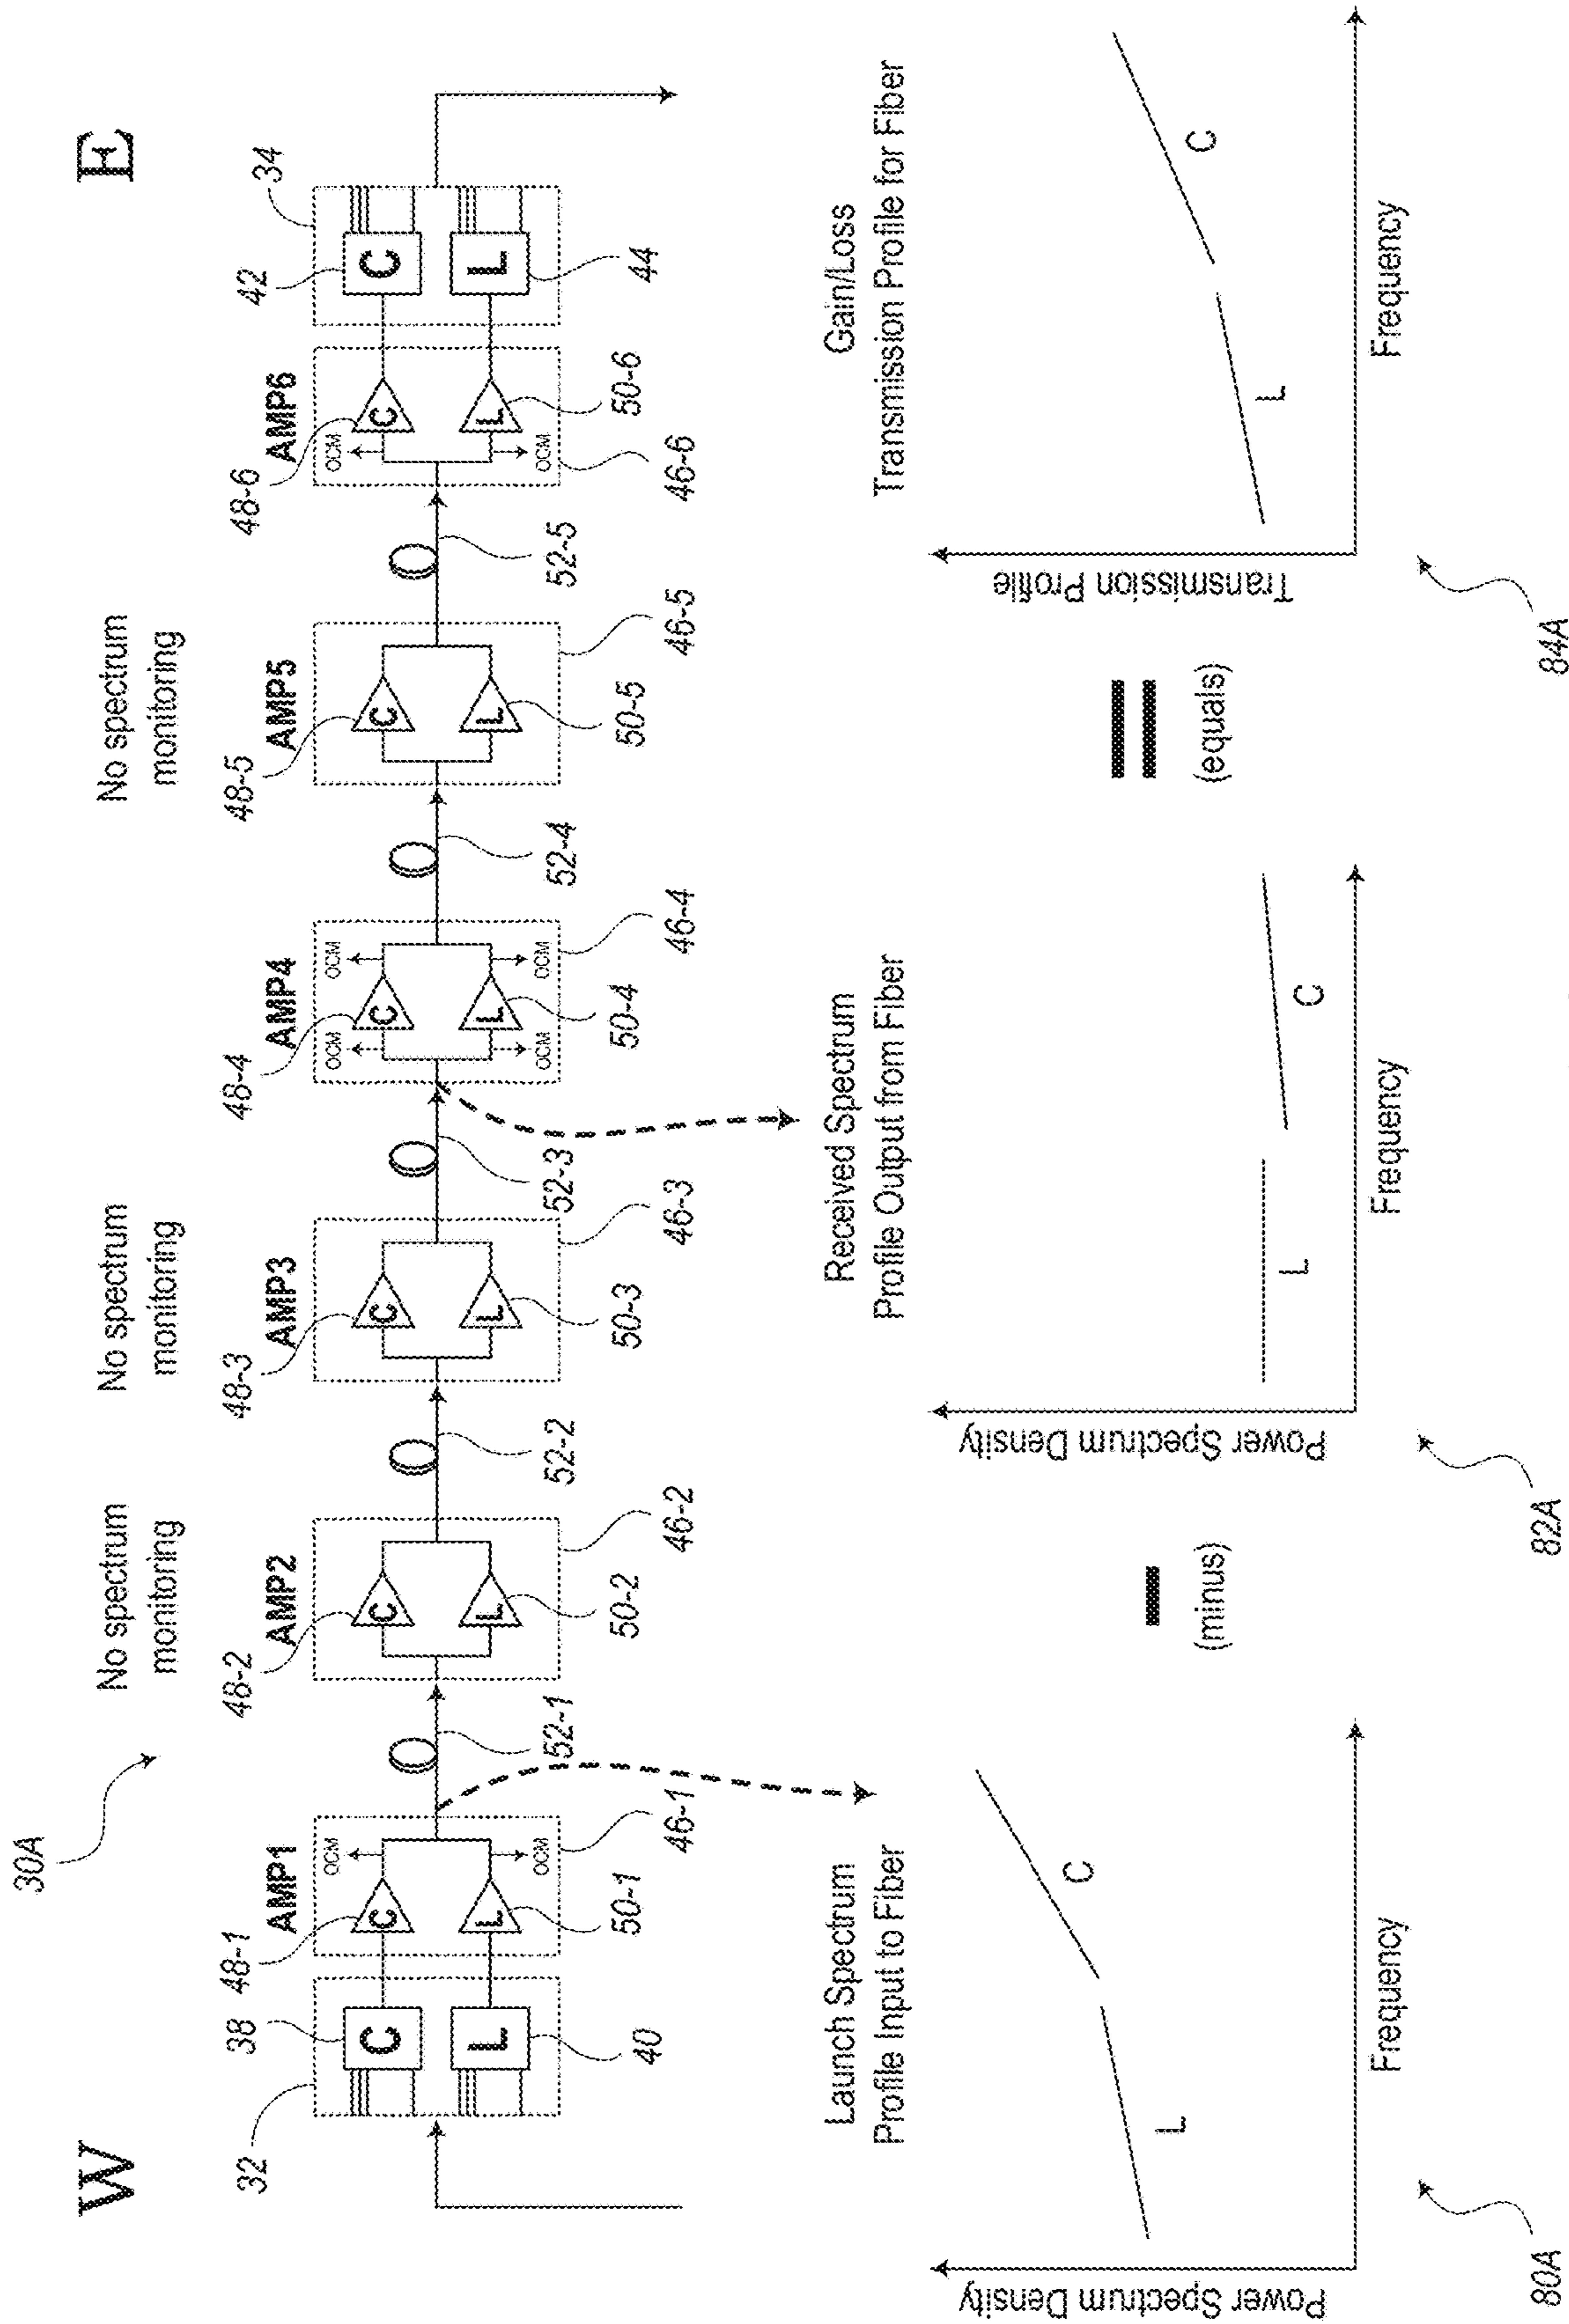 30A
W
E
No spectrum
monitoring
No spectrum
monitoring
No spectrum
monitoring
32
38
48-1
AMP1
48-2
AMP2
48-3
AMP3
48-4
AMP4
48-5
AMP5
48-6
AMP6
42
34
C
C
OCM
C
C
OCM
C
OCM
C
OCM
C
C
L
L
OCM
L
L
OCM
L
OCM
L
OCM
L
L
40
50-1
46-1
52-1
50-2
46-2
52-2
50-3
46-3
52-3
50-4
46-4
52-4
50-5
46-5
52-5
50-6
46-6
44
Launch Spectrum
Profile Input to Fiber
Power Spectrum Density
L
C
Frequency
80A
(minus)
Received Spectrum
Profile Output from Fiber
Power Spectrum Density
L
C
Frequency
82A
(equals)
Gain/Loss
Transmission Profile for Fiber
Transmission Profile
L
C
Frequency
84A